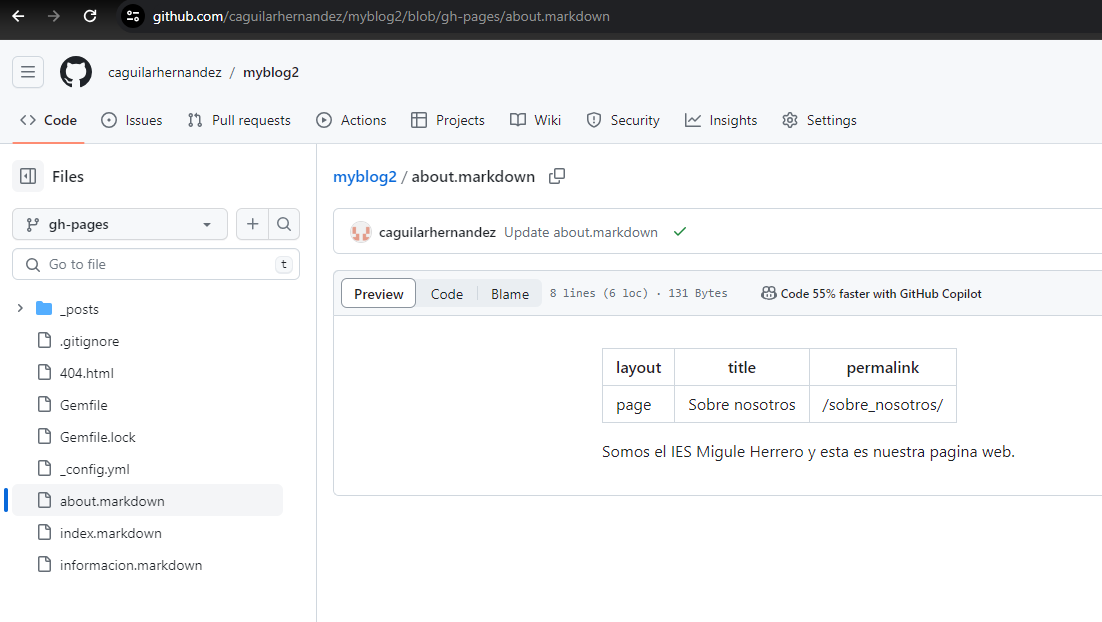 github.com/caguilarhernandez/myblog2/blob/gh-pages/about.markdown
caguilarhernandez / myblog2
Code Issues Pull requests Actions Projects Wiki Security Insights Settings
Files
gh-pages
Go to file t
_posts
.gitignore
404.html
Gemfile
Gemfile.lock
_config.yml
about.markdown
index.markdown
informacion.markdown
myblog2 / about.markdown
caguilarhernandez Update about.markdown
Preview Code Blame 8 lines (6 loc) · 131 Bytes Code 55% faster with GitHub Copilot
layout title permalink
page Sobre nosotros /sobre_nosotros/
Somos el IES Migule Herrero y esta es nuestra pagina web.